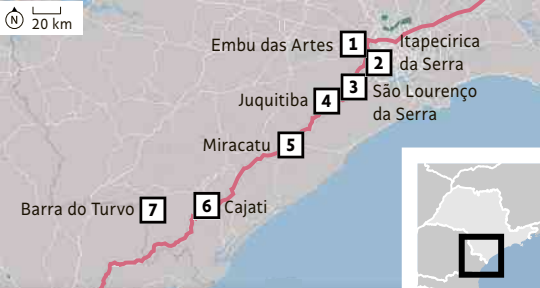 N
20 km
Embu das Artes 1
Itapecirica
da Serra
2
3
São Lourenço
da Serra
Juquitiba 4
Miracatu 5
6 Cajati
Barra do Turvo 7